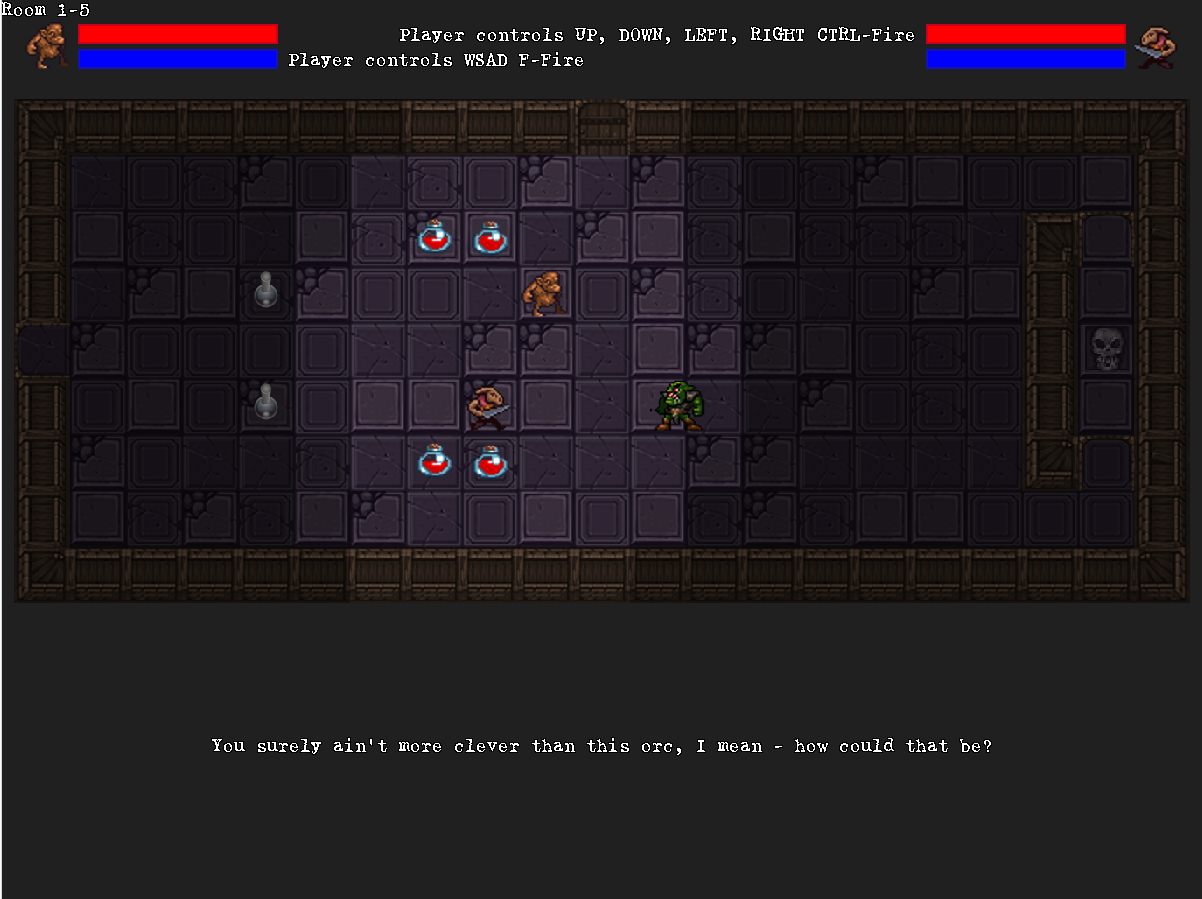 Room 1-5
Player controls UP, DOWN, LEFT, RIGHT CTRL-Fire
Player controls WSAD F-Fire
You surely ain't more clever than this orc, I mean - how could that be?